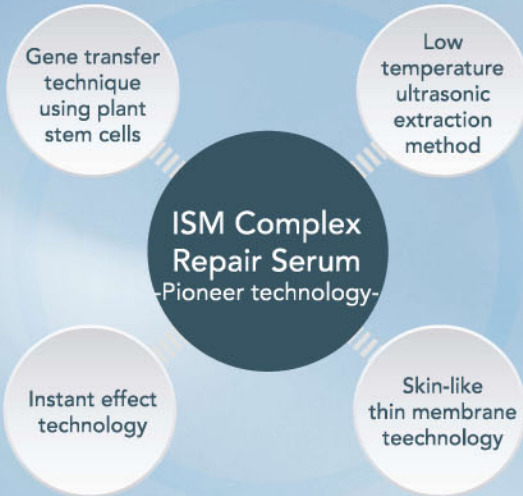 Gene transfer
technique
using plant
stem cells
Low
temperature
ultrasonic
extraction
method
ISM Complex
Repair Serum
-Pioneer technology-
Instant effect
technology
Skin-like
thin membrane
teechnology